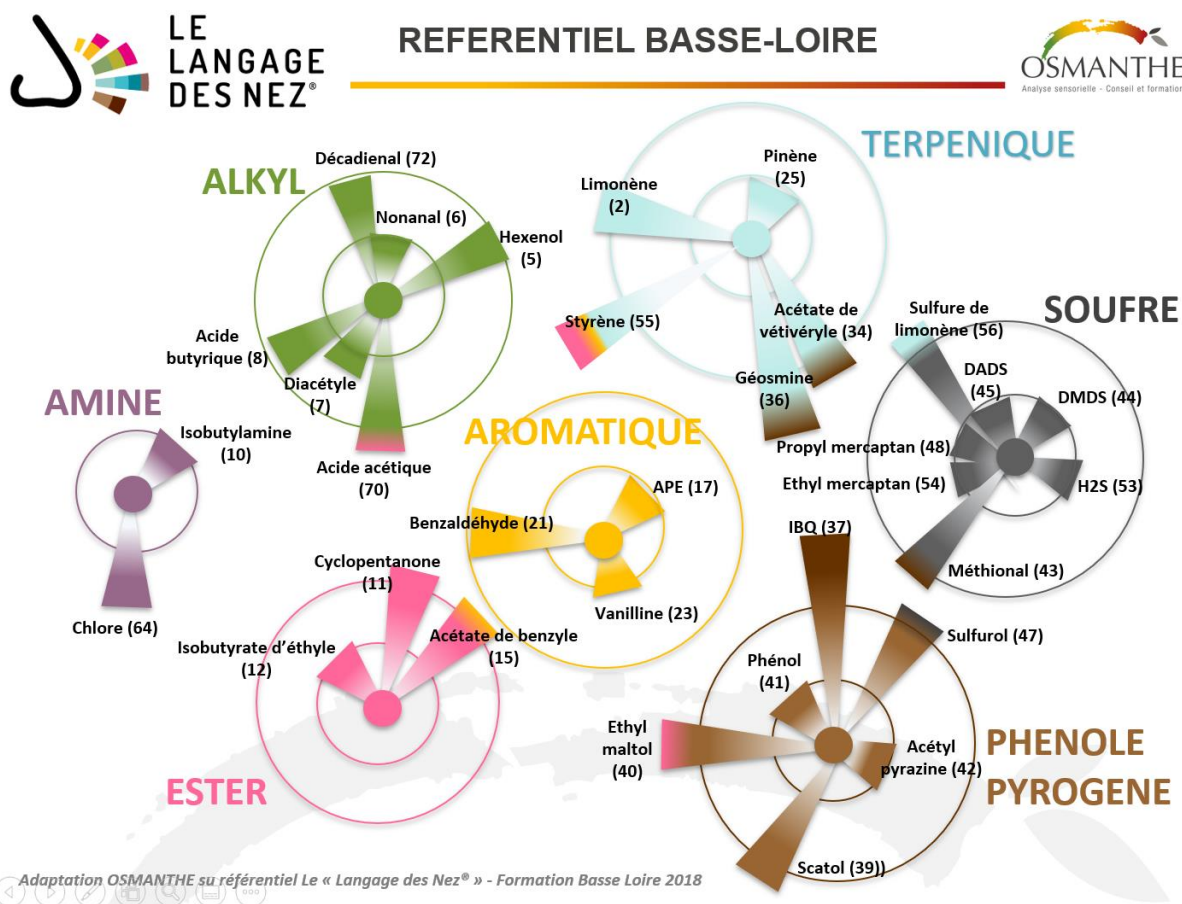 LE
LANGAGE
DES NEZ®
REFERENTIEL BASSE-LOIRE
OSMANTHE
Analyse sensorielle - Conseil et formation
ALKYL
Décadienal (72)
Nonanal (6)
Hexenol
(5)
Acide
butyrique (8)
Diacétyle
(7)
Acide acétique
(70)
TERPENIQUE
Pinène
(25)
Limonène
(2)
Styrène (55)
Acétate de
vétivéryle (34)
Géosmine
(36)
SOUFRE
Sulfure de
limonène (56)
DADS
(45)
DMDS (44)
Propyl mercaptan (48)
Ethyl mercaptan (54)
H2S (53)
Méthional (43)
AMINE
Isobutylamine
(10)
Chlore (64)
AROMATIQUE
APE (17)
Benzaldéhyde (21)
Vanilline (23)
ESTER
Cyclopentanone
(11)
Acétate de benzyle
(15)
Isobutyrate d'éthyle
(12)
PHENOLE
PYROGENE
IBQ (37)
Sulfurol (47)
Phénol
(41)
Ethyl
maltol
(40)
Acétyl
pyrazine (42)
Scatol (39))
Adaptation OSMANTHE su référentiel Le « Langage des Nez® » - Formation Basse Loire 2018